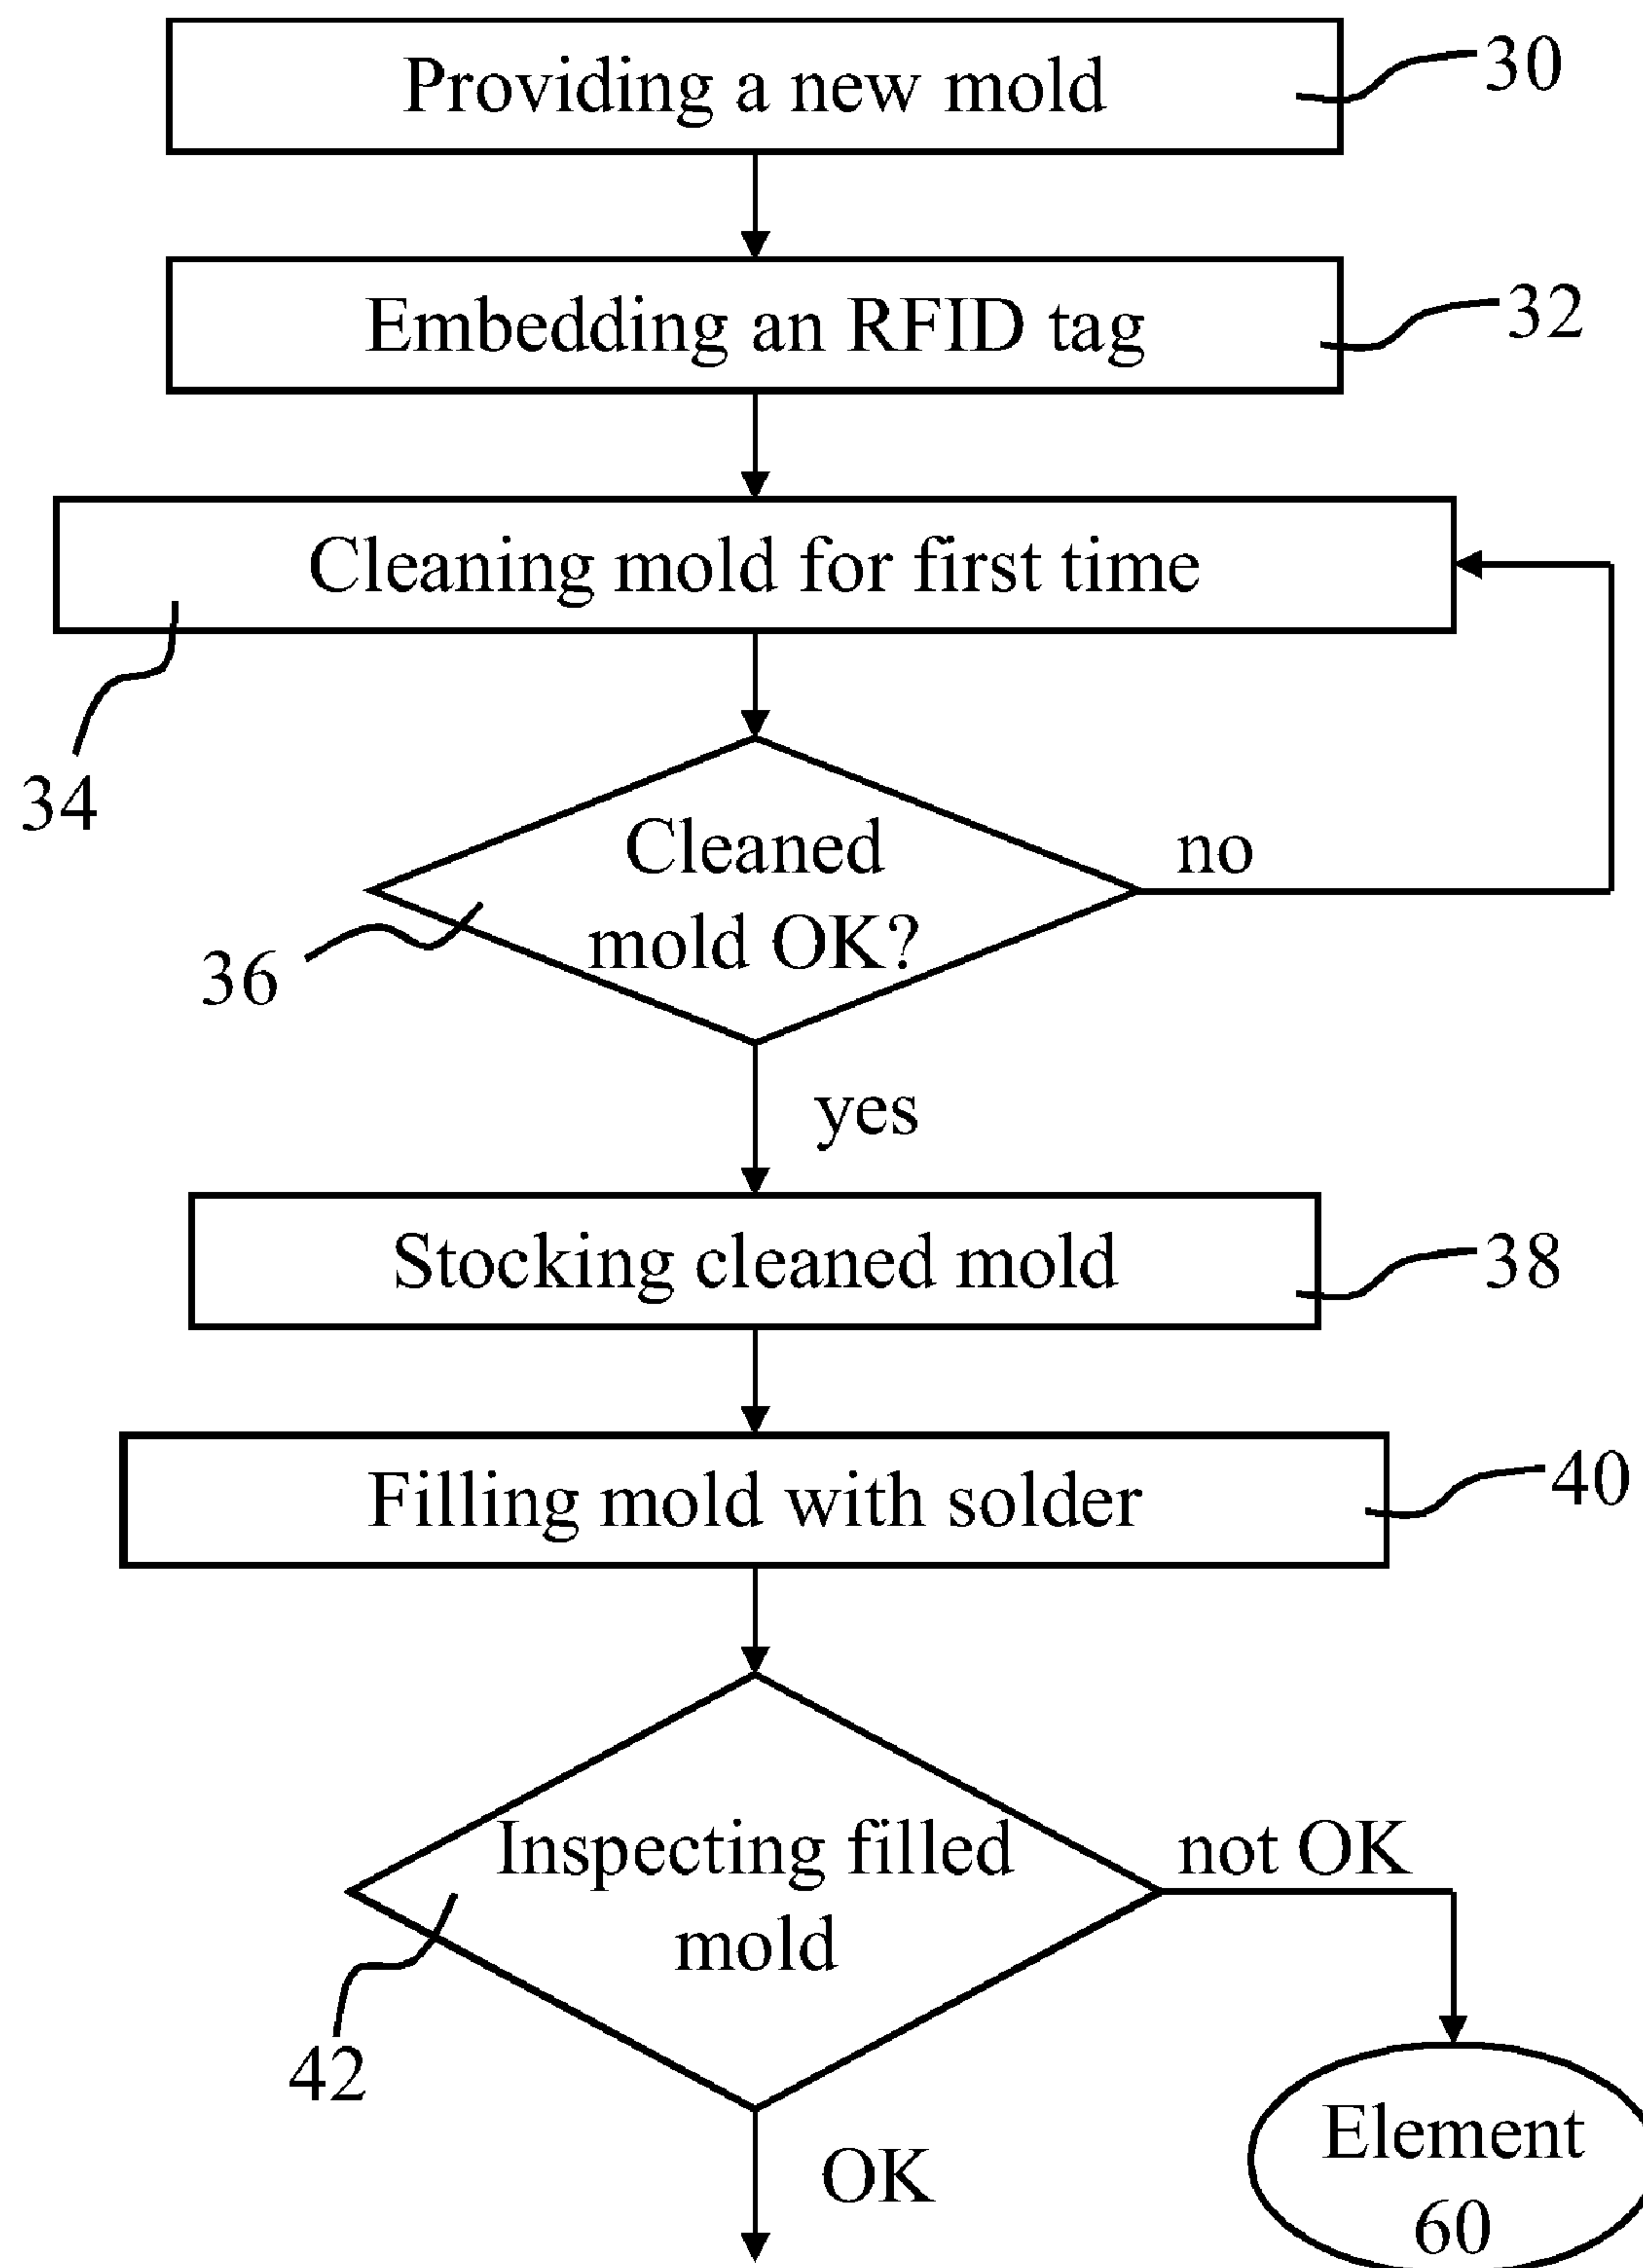 Providing a new mold
30
Embedding an RFID tag
32
Cleaning mold for first time
34
Cleaned
mold OK?
no
36
yes
Stocking cleaned mold
38
Filling mold with solder
40
Inspecting filled
mold
not OK
42
OK
Element
60